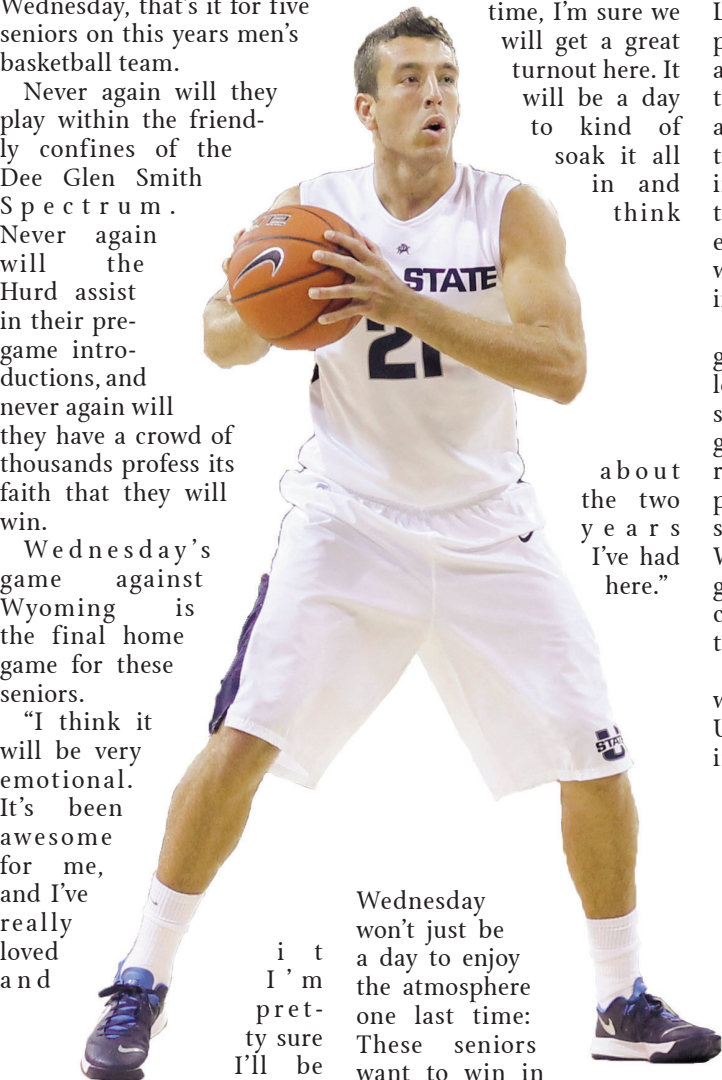 Wednesday, that's it for five
seniors on this years men's
basketball team.
Never again will they
play within the friend-
ly confines of the
Dee Glen Smith
Spectrum.
Never again
will the
Hurd assist
in their pre-
game intro-
ductions, and
never again will
they have a crowd of
thousands profess its
faith that they will
win.
Wednesday's
game against
Wyoming is
the final home
game for these
seniors.
“I think it
will be very
emotional.
It's been
awesome
for me,
and I've
really
loved it
and I'm
pret-
ty sure
I'll be
time, I'm sure we
will get a great
turnout here. It
will be a day
to kind of
soak it all
in and
think
about
the two
years
I've had
here.”
Wednesday
won't just be
a day to enjoy
the atmosphere
one last time:
These seniors
want to win in
STATE
21
U
STATE